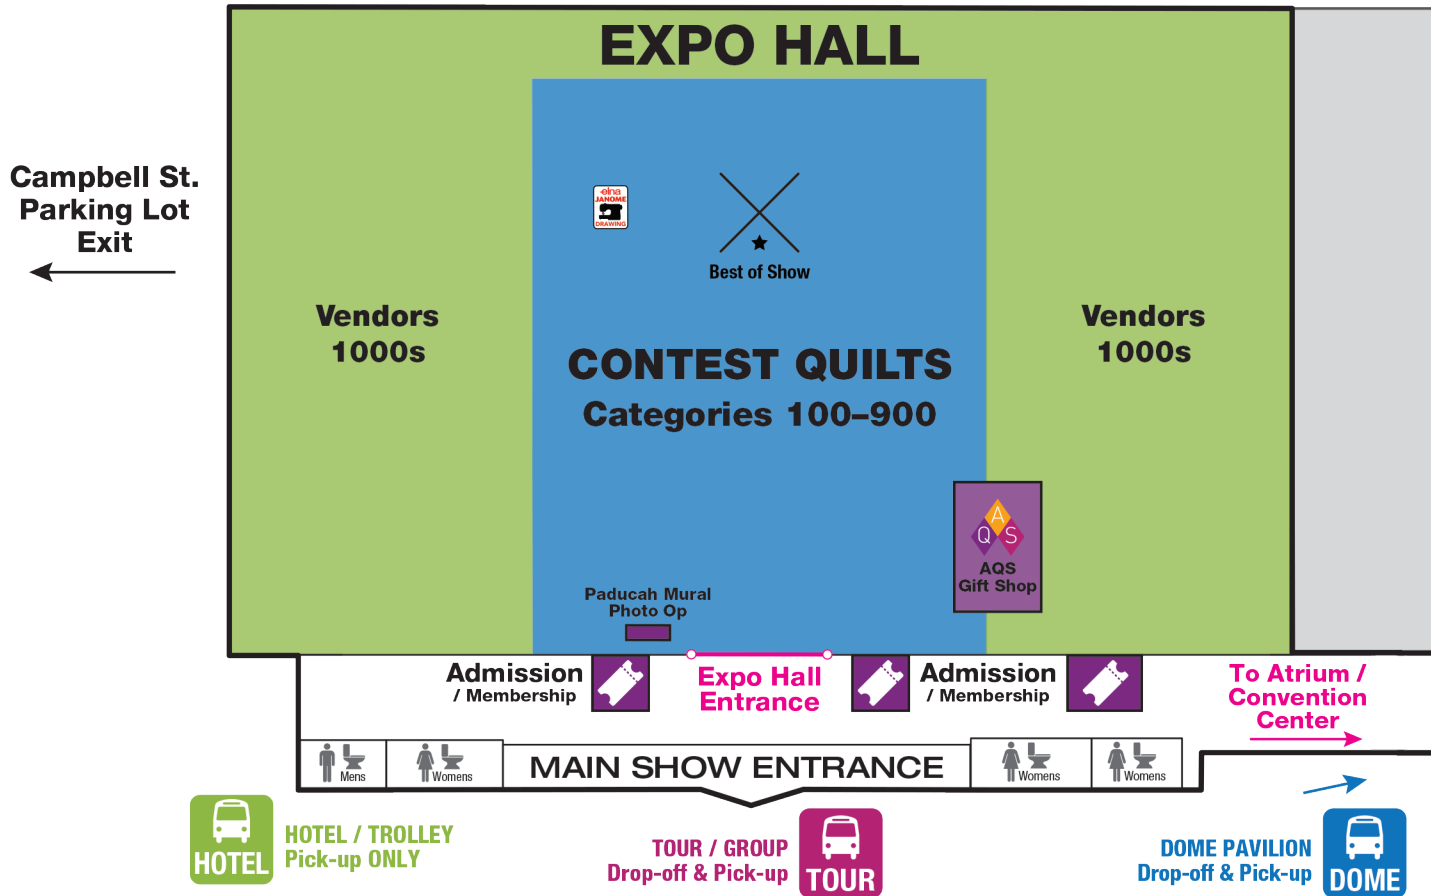 EXPO HALL
Campbell St.
Parking Lot
Exit
elna
JANOME
DRAWING
Best of Show
Vendors
1000s
Vendors
1000s
CONTEST QUILTS
Categories 100–900
A
Q S
AQS
Gift Shop
Paducah Mural
Photo Op
Admission
/ Membership
Expo Hall
Entrance
Admission
/ Membership
To Atrium /
Convention
Center
Mens
Womens
MAIN SHOW ENTRANCE
Womens
Womens
HOTEL
HOTEL / TROLLEY
Pick-up ONLY
TOUR / GROUP
Drop-off & Pick-up
TOUR
DOME PAVILION
Drop-off & Pick-up
DOME